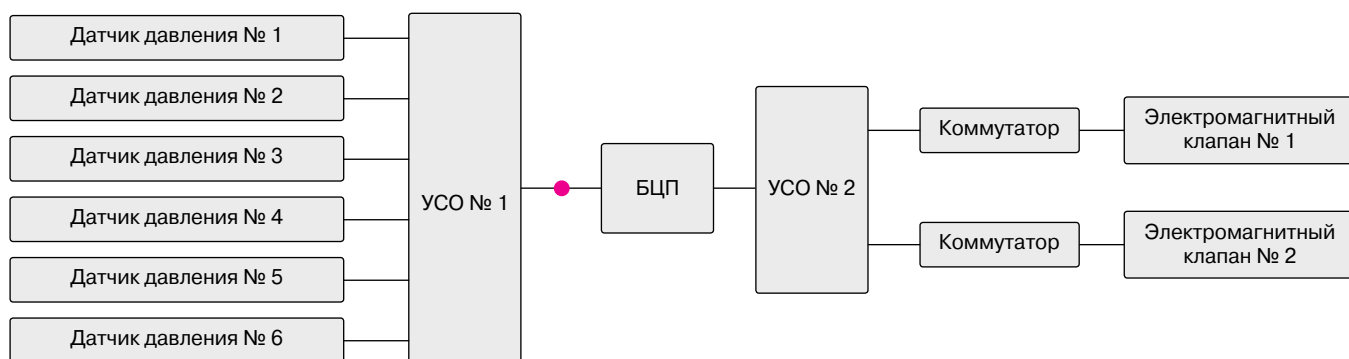 Датчик давления № 1
Датчик давления № 2
Датчик давления № 3
Датчик давления № 4
Датчик давления № 5
Датчик давления № 6
УСО № 1
БЦП
УСО № 2
Коммутатор
Электромагнитный
клапан № 1
Коммутатор
Электромагнитный
клапан № 2